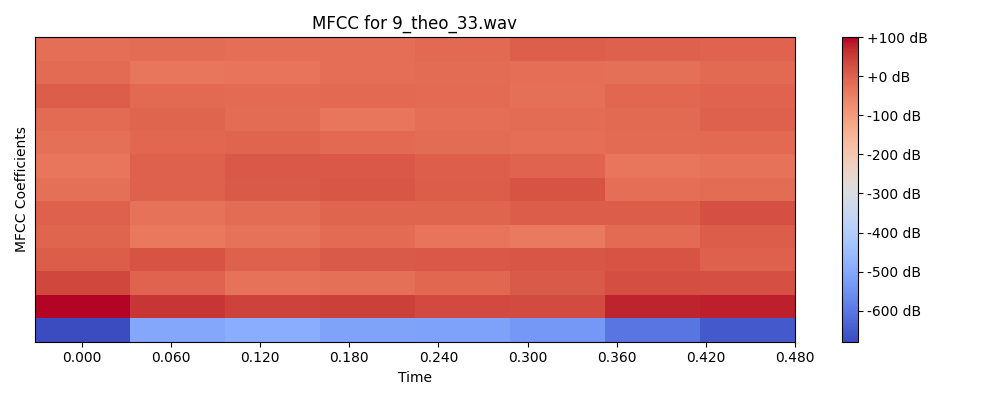 MFCC for 9_theo_33.wav
MFCC Coefficients
0.000 0.060 0.120 0.180 0.240 0.300 0.360 0.420 0.480
Time
+100 dB
+0 dB
-100 dB
-200 dB
-300 dB
-400 dB
-500 dB
-600 dB